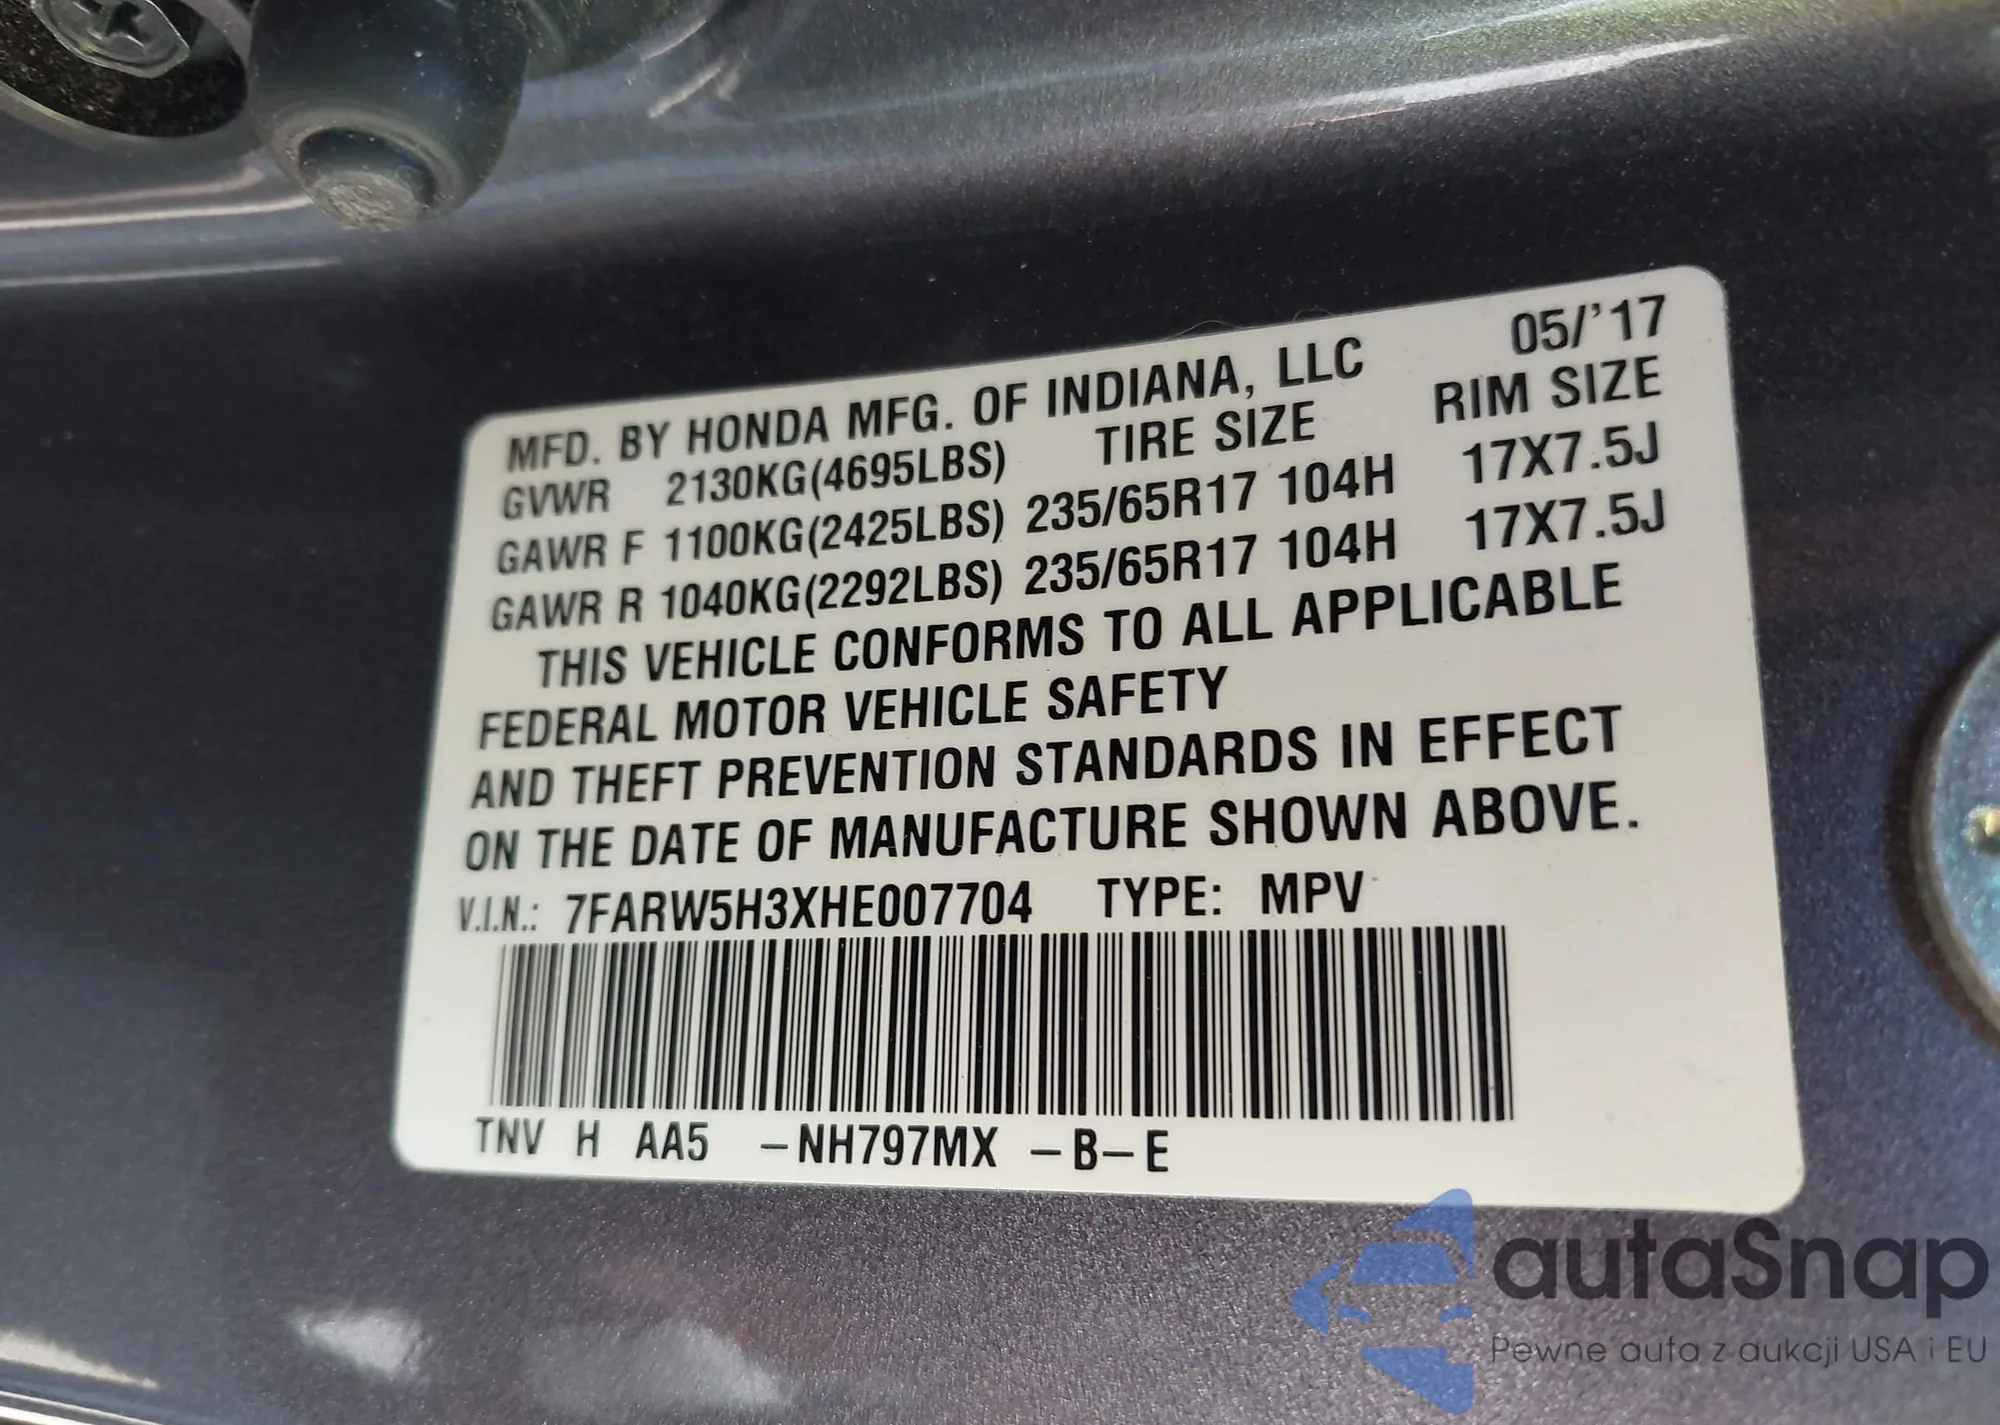 MFD. BY HONDA MFG. OF INDIANA, LLC 05/'17
GVWR 2130KG(4695LBS) TIRE SIZE RIM SIZE
GAWR F 1100KG(2425LBS) 235/65R17 104H 17X7.5J
GAWR R 1040KG(2292LBS) 235/65R17 104H 17X7.5J
THIS VEHICLE CONFORMS TO ALL APPLICABLE
FEDERAL MOTOR VEHICLE SAFETY
AND THEFT PREVENTION STANDARDS IN EFFECT
ON THE DATE OF MANUFACTURE SHOWN ABOVE.
V.I.N.: 7FARW5H3XHE007704 TYPE: MPV
TNV H AA5 -NH797MX -B-E
autaSnap
Pewne auta z aukcji USA i EU